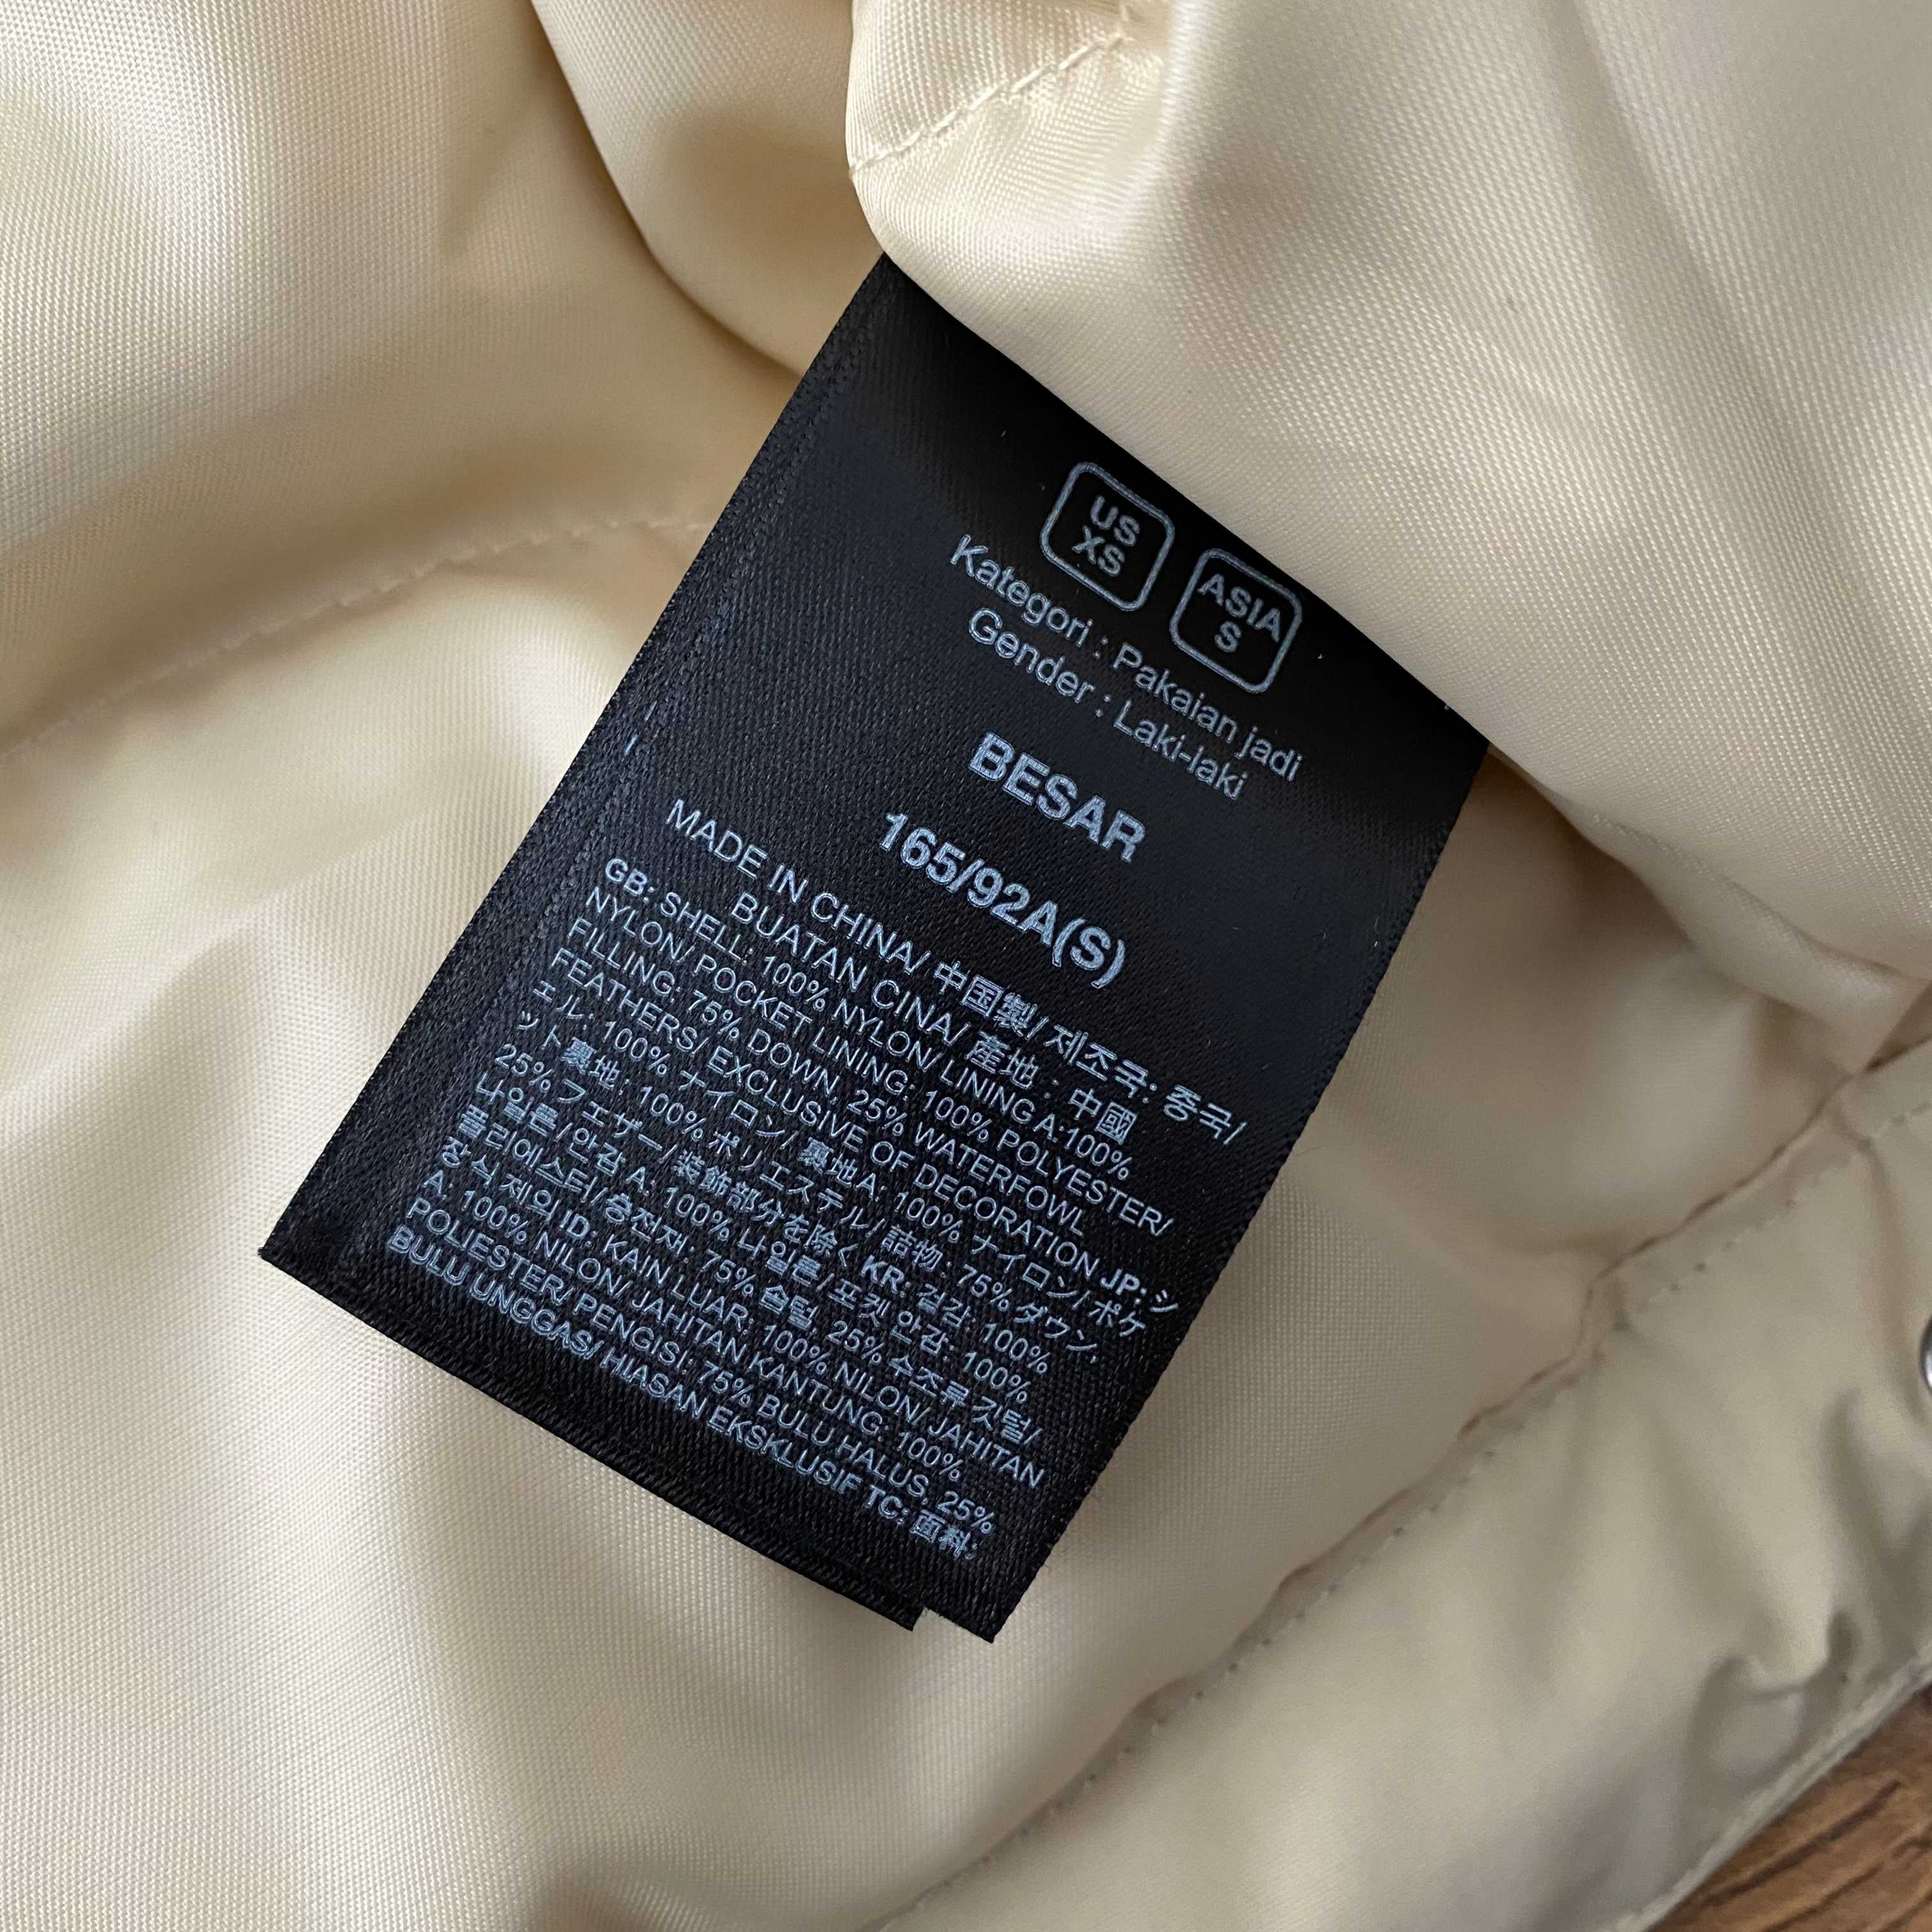 US
XS
ASIA
S
Kategori : Pakaian jadi
Gender : Laki-laki
BESAR
165/92A(S)
MADE IN CHINA/ 中国製/ 제조국: 중국/
BUATAN CINA/ 產地 : 中國
GB: SHELL: 100% NYLON/ LINING A:100%
NYLON/ POCKET LINING: 100% POLYESTER/
FILLING: 75% DOWN, 25% WATERFOWL
FEATHERS/ EXCLUSIVE OF DECORATION JP: シ
ェル: 100% ナイロン/ 裏地A: 100% ナイロン/ ポケ
ット裏地: 100% ポリエステル/ 詰物: 75% ダウン,
25% フェザー/ 装飾部分を除く KR: 겉감: 100%
나일론/ 안감 A: 100% 나일론/ 포켓 안감: 100%
폴리에스터/ 충전재: 75% 솜털, 25% 수조류 깃털/
장식 제외 ID: KAIN LUAR: 100% NILON/ JAHITAN
A: 100% NILON/ JAHITAN KANTUNG: 100%
POLIESTER/ PENGISI: 75% BULU HALUS, 25%
BULU UNGGAS/ HIASAN EKSKLUSIF TC: 面料: